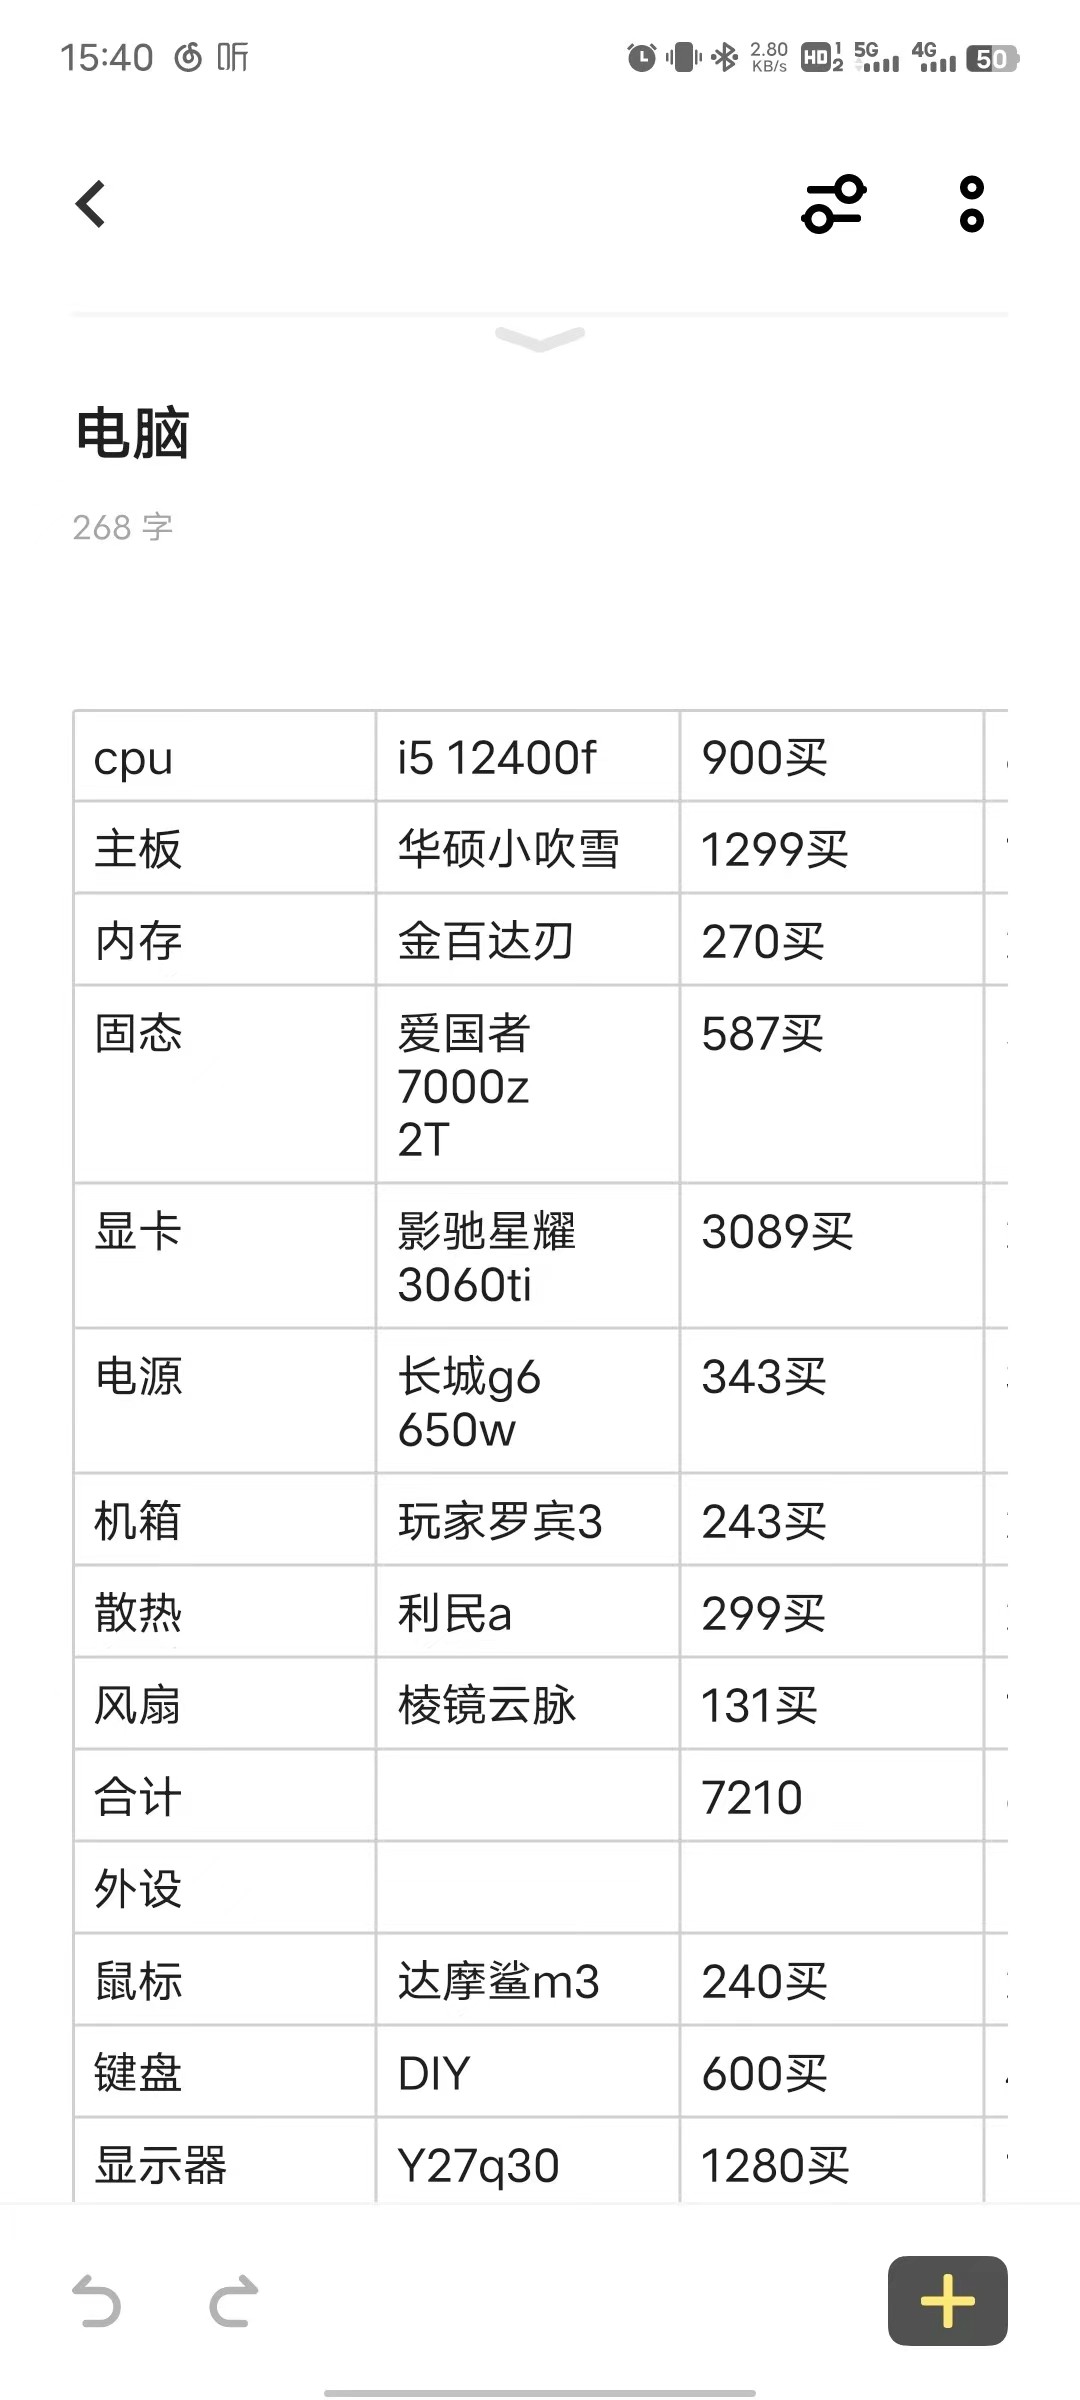 15:40 听 2.80 KB/s HD 1 2 5G 4G 50
电脑
268 字
cpu i5 12400f 900买
主板 华硕小吹雪 1299买
内存 金百达刃 270买
固态 爱国者 587买
7000z
2T
显卡 影驰星耀 3089买
3060ti
电源 长城g6 343买
650w
机箱 玩家罗宾3 243买
散热 利民a 299买
风扇 棱镜云脉 131买
合计 7210
外设
鼠标 达摩鲨m3 240买
键盘 DIY 600买
显示器 Y27q30 1280买